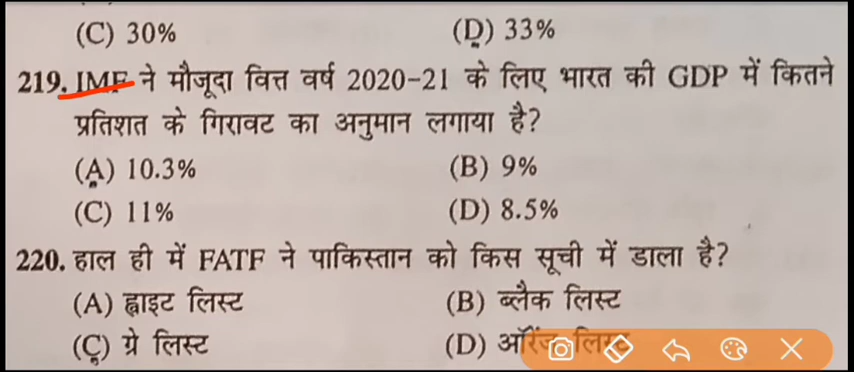 (C) 30% (D) 33%
219. IMF ने मौजूदा वित्त वर्ष 2020-21 के लिए भारत की GDP में कितने
प्रतिशत के गिरावट का अनुमान लगाया है?
(A) 10.3% (B) 9%
(C) 11% (D) 8.5%
220. हाल ही में FATF ने पाकिस्तान को किस सूची में डाला है?
(A) ह्वाइट लिस्ट (B) ब्लैक लिस्ट
(C) ग्रे लिस्ट (D) ऑरेंज लिस्ट